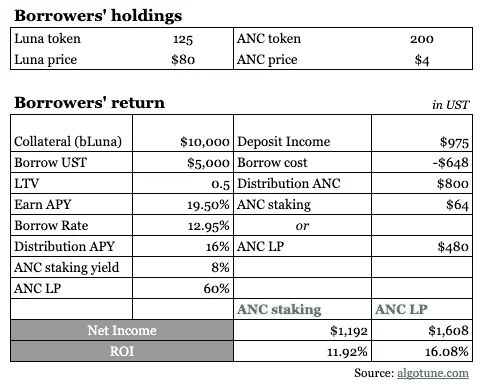 Borrowers' holdings
Luna token 125 ANC token 200
Luna price $80 ANC price $4
Borrowers' return in UST
Collateral (bLuna) $10,000 Deposit Income $975
Borrow UST $5,000 Borrow cost -$648
LTV 0.5 Distribution ANC $800
Earn APY 19.50% ANC staking $64
Borrow Rate 12.95% or
Distribution APY 16% ANC LP $480
ANC staking yield 8%
ANC LP 60%
ANC staking ANC LP
Net Income $1,192 $1,608
ROI 11.92% 16.08%
Source: algotune.com